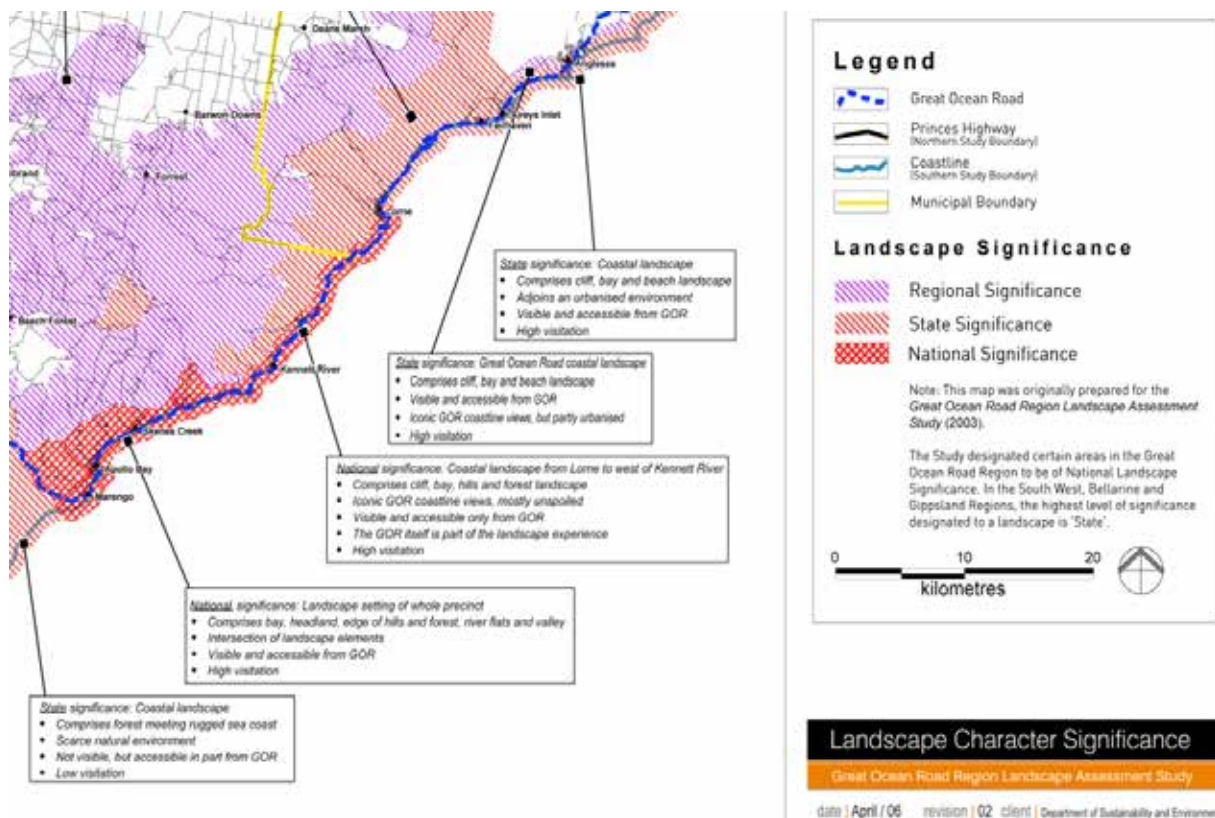 Deans March
Anglesea
Barwon Downs
Aireys Inlet
Fairhaven
Forrest
Lorne
Beech Forest
Kennett River
Skenes Creek
Apollo Bay
Marengo
State significance: Coastal landscape
• Comprises cliff, bay and beach landscape
• Adjoins an urbanised environment
• Visible and accessible from GOR
• High visitation
State significance: Great Ocean Road coastal landscape
• Comprises cliff, bay and beach landscape
• Visible and accessible from GOR
• Iconic GOR coastline views, but partly urbanised
• High visitation
National significance: Coastal landscape from Lorne to west of Kennett River
• Comprises cliff, bay, hills and forest landscape
• Iconic GOR coastline views, mostly unspoiled
• Visible and accessible only from GOR
• The GOR itself is part of the landscape experience
• High visitation
National significance: Landscape setting of whole precinct
• Comprises bay, headland, edge of hills and forest, river flats and valley
• Intersection of landscape elements
• Visible and accessible from GOR
• High visitation
State significance: Coastal landscape
• Comprises forest meeting rugged sea coast
• Scarce natural environment
• Not visible, but accessible in part from GOR
• Low visitation
Legend
Great Ocean Road
Princes Highway
(Northern Study Boundary)
Coastline
(Southern Study Boundary)
Municipal Boundary
Landscape Significance
Regional Significance
State Significance
National Significance
Note: This map was originally prepared for the
Great Ocean Road Region Landscape Assessment
Study (2003).
The Study designated certain areas in the Great
Ocean Road Region to be of National Landscape
Significance. In the South West, Bellarine and
Gippsland Regions, the highest level of significance
designated to a landscape is 'State'.
0 10 20
kilometres
Landscape Character Significance
Great Ocean Road Region Landscape Assessment Study
date | April / 06 revision | 02 client | Department of Sustainability and